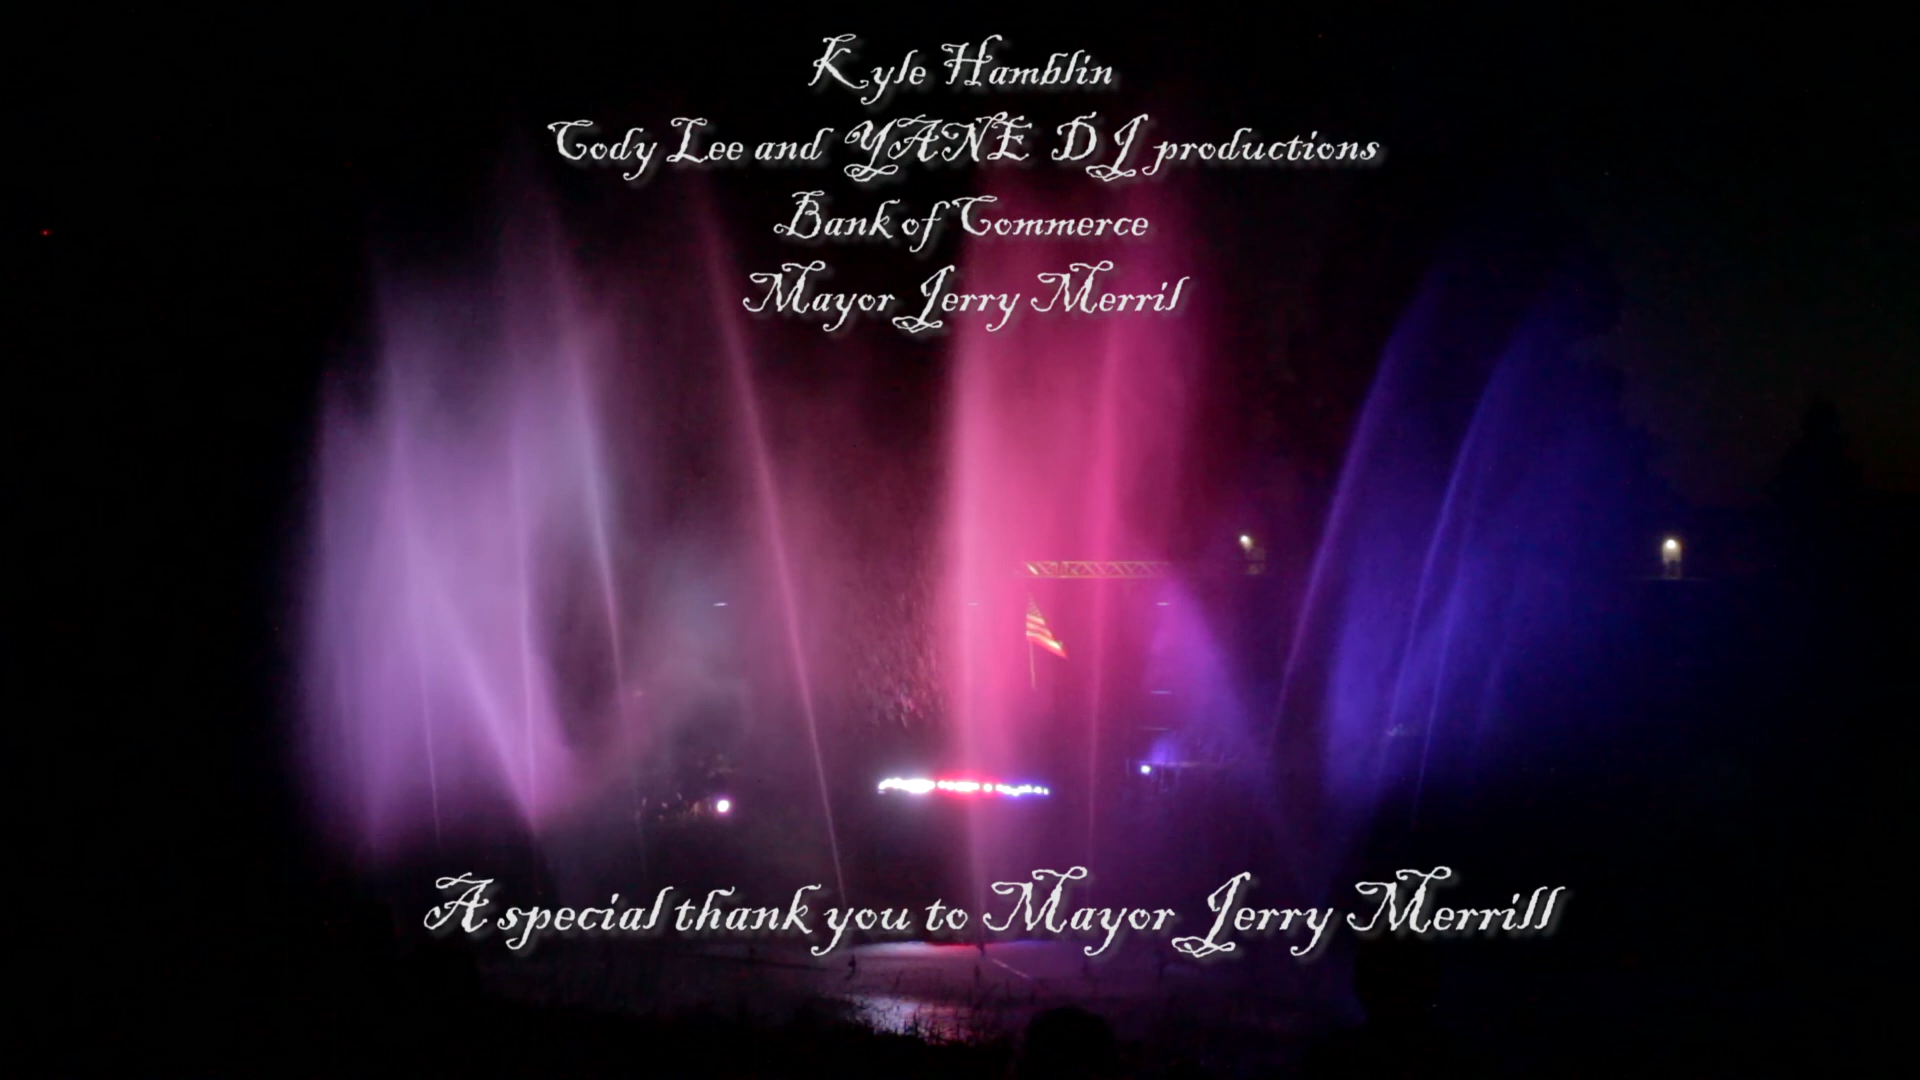 Kyle Hamblin
Cody Lee and YANE DJ productions
Bank of Commerce
Mayor Jerry Merril
A special thank you to Mayor Jerry Merrill